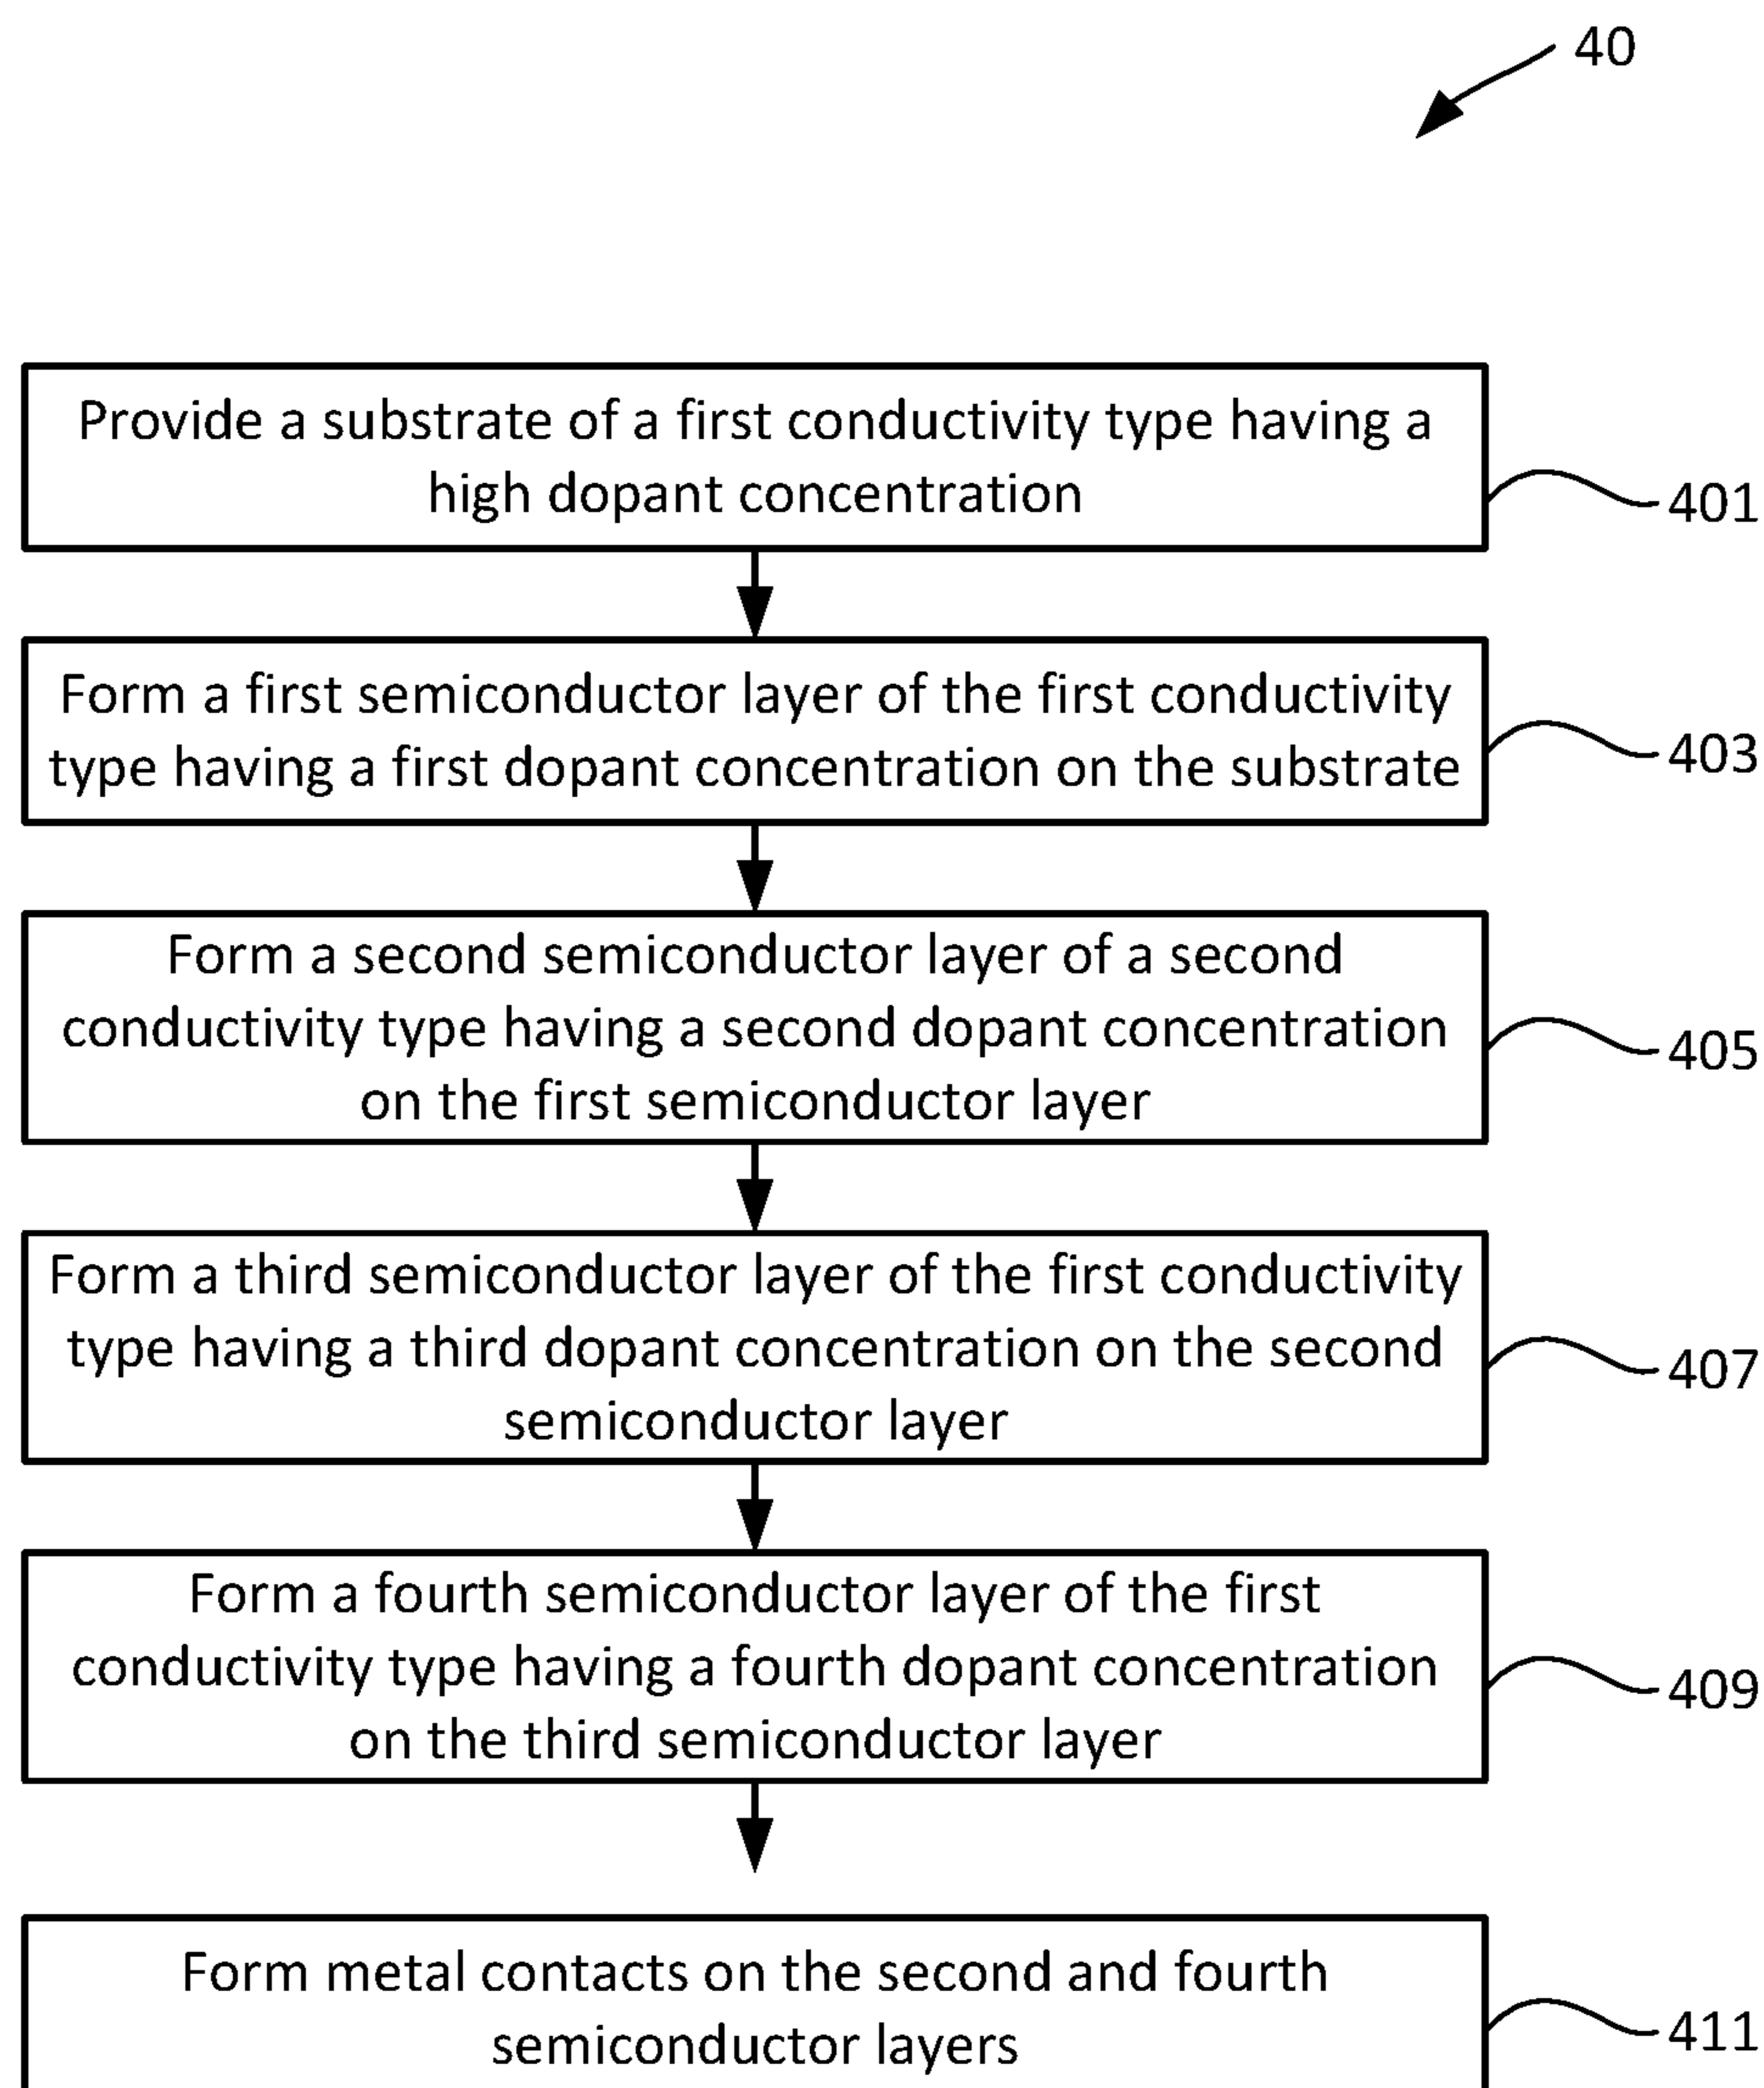 40
Provide a substrate of a first conductivity type having a
high dopant concentration
401
Form a first semiconductor layer of the first conductivity
type having a first dopant concentration on the substrate
403
Form a second semiconductor layer of a second
conductivity type having a second dopant concentration
on the first semiconductor layer
405
Form a third semiconductor layer of the first conductivity
type having a third dopant concentration on the second
semiconductor layer
407
Form a fourth semiconductor layer of the first
conductivity type having a fourth dopant concentration
on the third semiconductor layer
409
Form metal contacts on the second and fourth
semiconductor layers
411